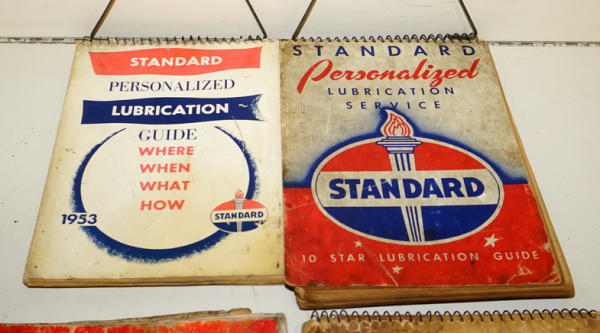 STANDARD
PERSONALIZED
LUBRICATION
GUIDE
WHERE
WHEN
WHAT
HOW
1953
STANDARD
STANDARD
Personalized
LUBRICATION
SERVICE
STANDARD
10 STAR LUBRICATION GUIDE